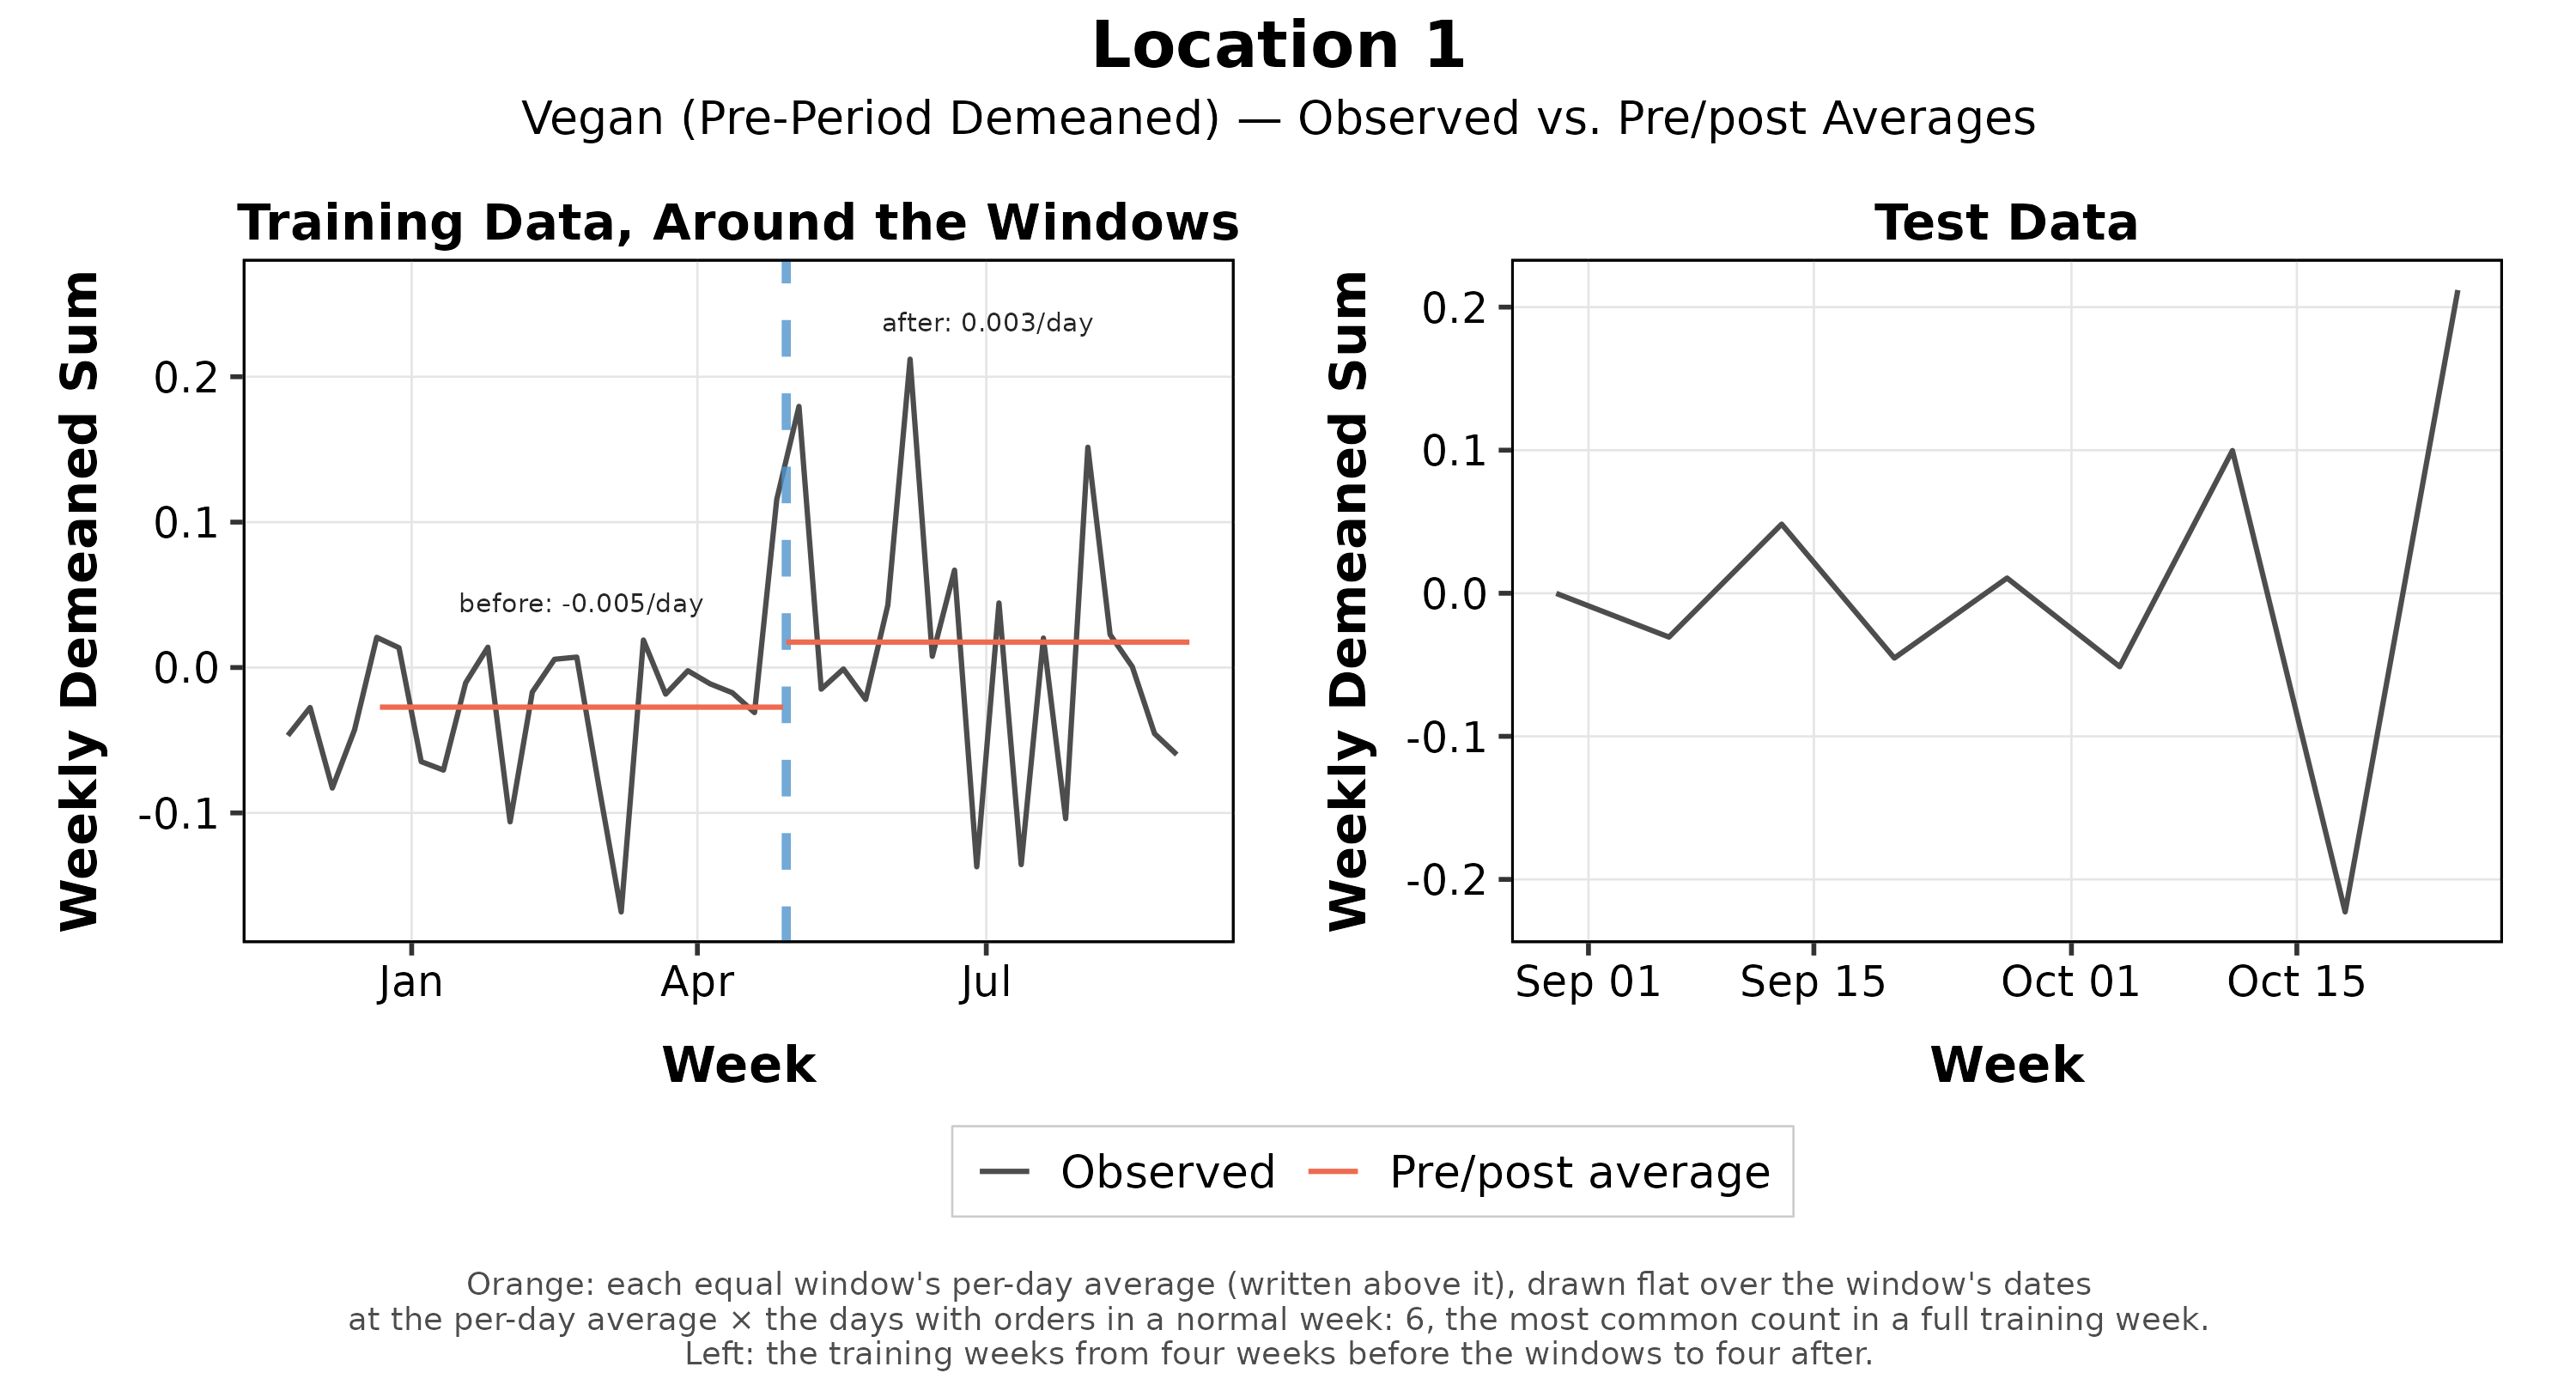 Location 1
Vegan (Pre-Period Demeaned) — Observed vs. Pre/post Averages
Training Data, Around the Windows
Weekly Demeaned Sum
0.2
0.1
0.0
-0.1
before: -0.005/day
after: 0.003/day
Jan
Apr
Jul
Week
Test Data
Weekly Demeaned Sum
0.2
0.1
0.0
-0.1
-0.2
Sep 01
Sep 15
Oct 01
Oct 15
Week
Observed
Pre/post average
Orange: each equal window's per-day average (written above it), drawn flat over the window's dates
at the per-day average × the days with orders in a normal week: 6, the most common count in a full training week.
Left: the training weeks from four weeks before the windows to four after.